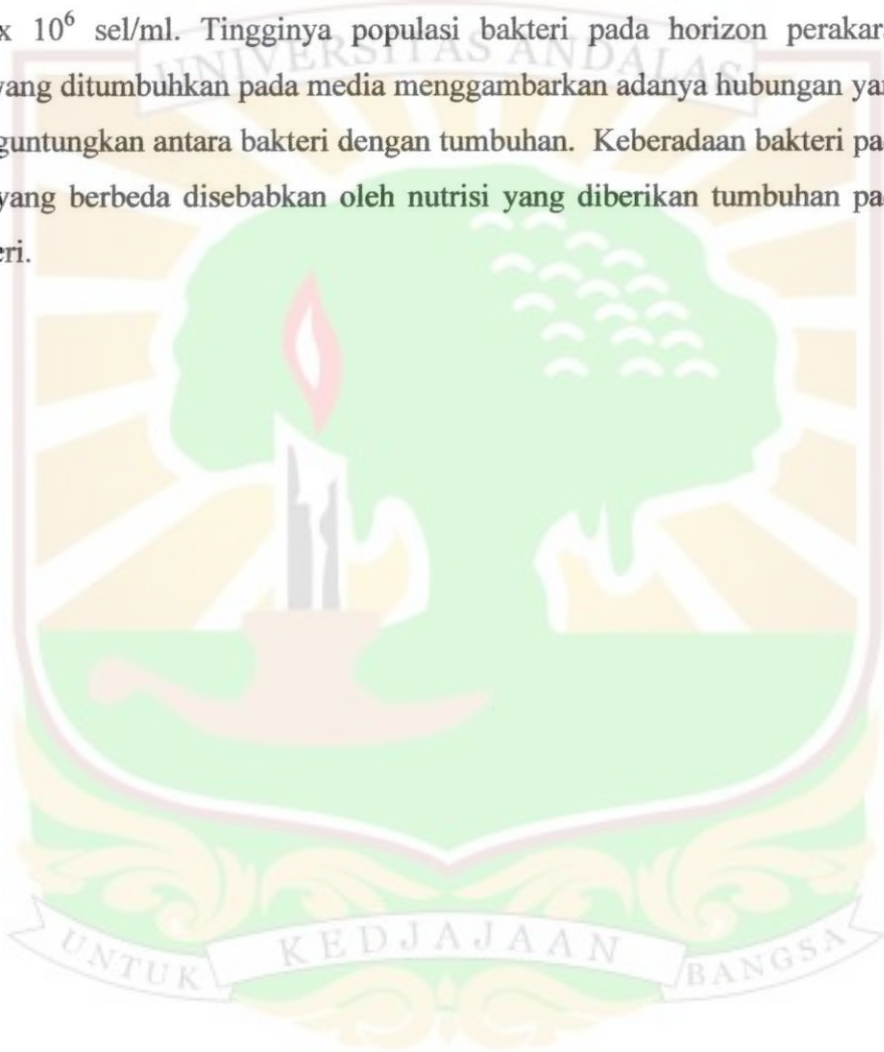 x 10⁶ sel/ml. Tingginya populasi bakteri pada horizon perakar
yang ditumbuhkan pada media menggambarkan adanya hubungan yan
guntungkan antara bakteri dengan tumbuhan. Keberadaan bakteri pa
yang berbeda disebabkan oleh nutrisi yang diberikan tumbuhan pa
eri.
UNIVERSITAS ANDALAS
UNTUK KEDJAJAAN BANGSA